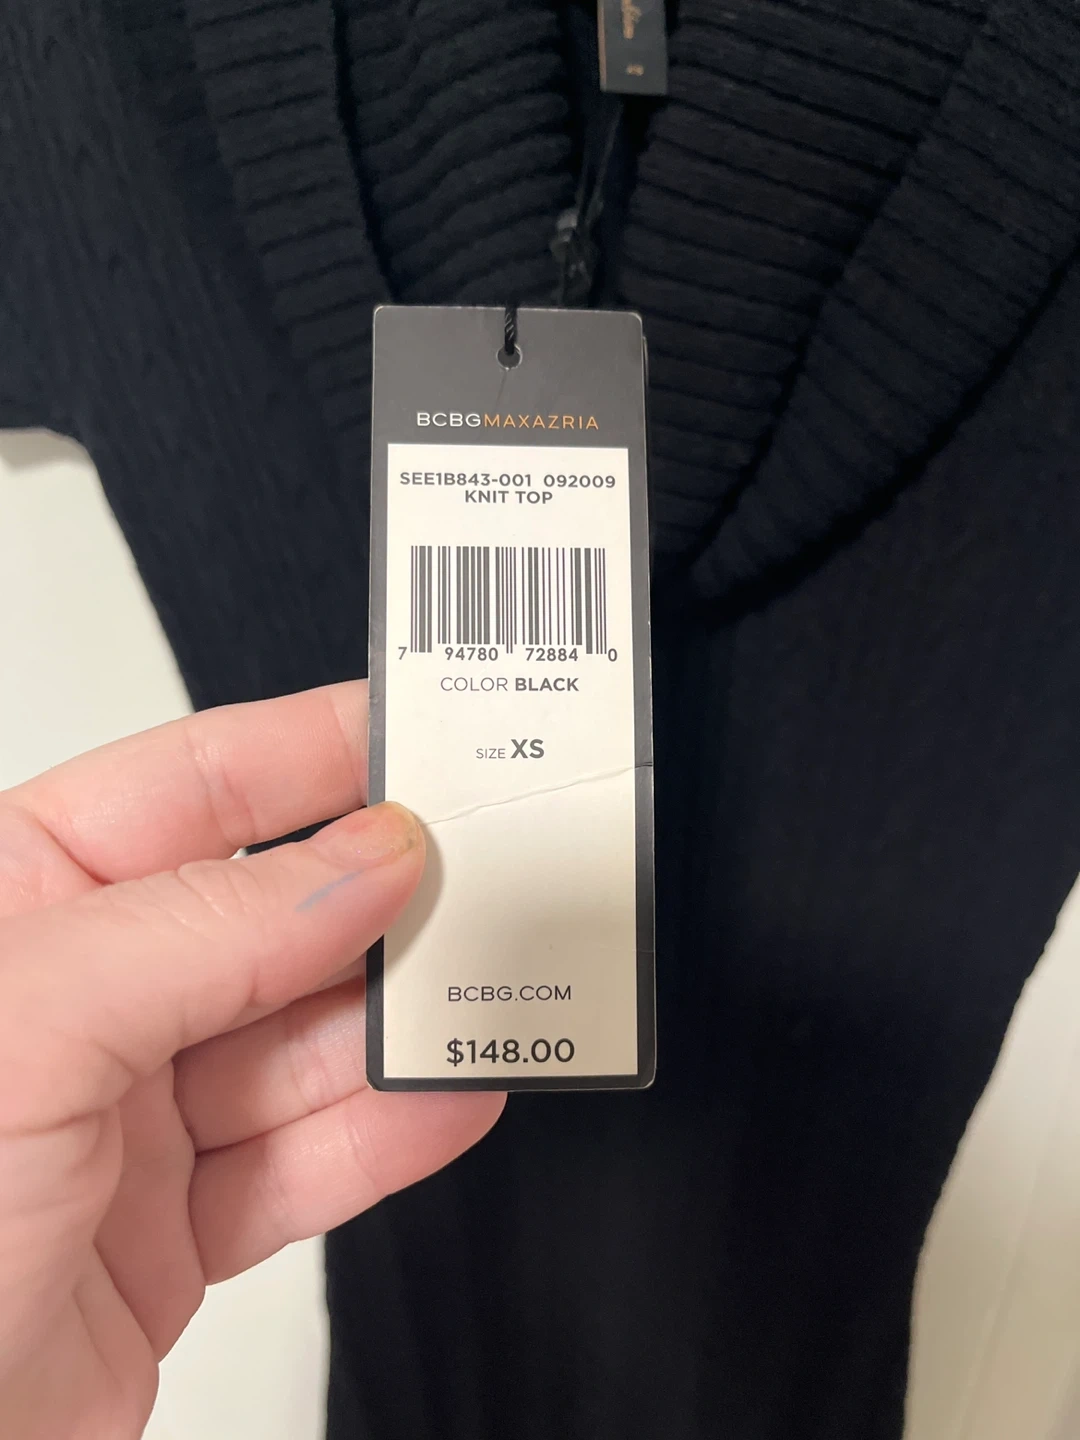 BCBGMAXAZRIA
SEE1B843-001 092009
KNIT TOP
7 94780 72884 0
COLOR BLACK
SIZE XS
BCBG.COM
$148.00